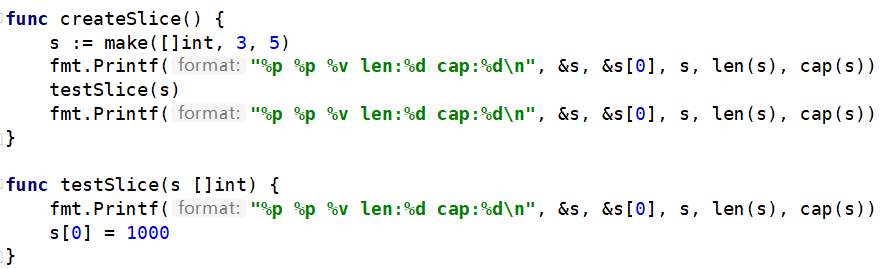 func createSlice() {
    s := make([]int, 3, 5)
    fmt.Printf( format: "%p %p %v len:%d cap:%d\n", &s, &s[0], s, len(s), cap(s))
    testSlice(s)
    fmt.Printf( format: "%p %p %v len:%d cap:%d\n", &s, &s[0], s, len(s), cap(s))
}

func testSlice(s []int) {
    fmt.Printf( format: "%p %p %v len:%d cap:%d\n", &s, &s[0], s, len(s), cap(s))
    s[0] = 1000
}